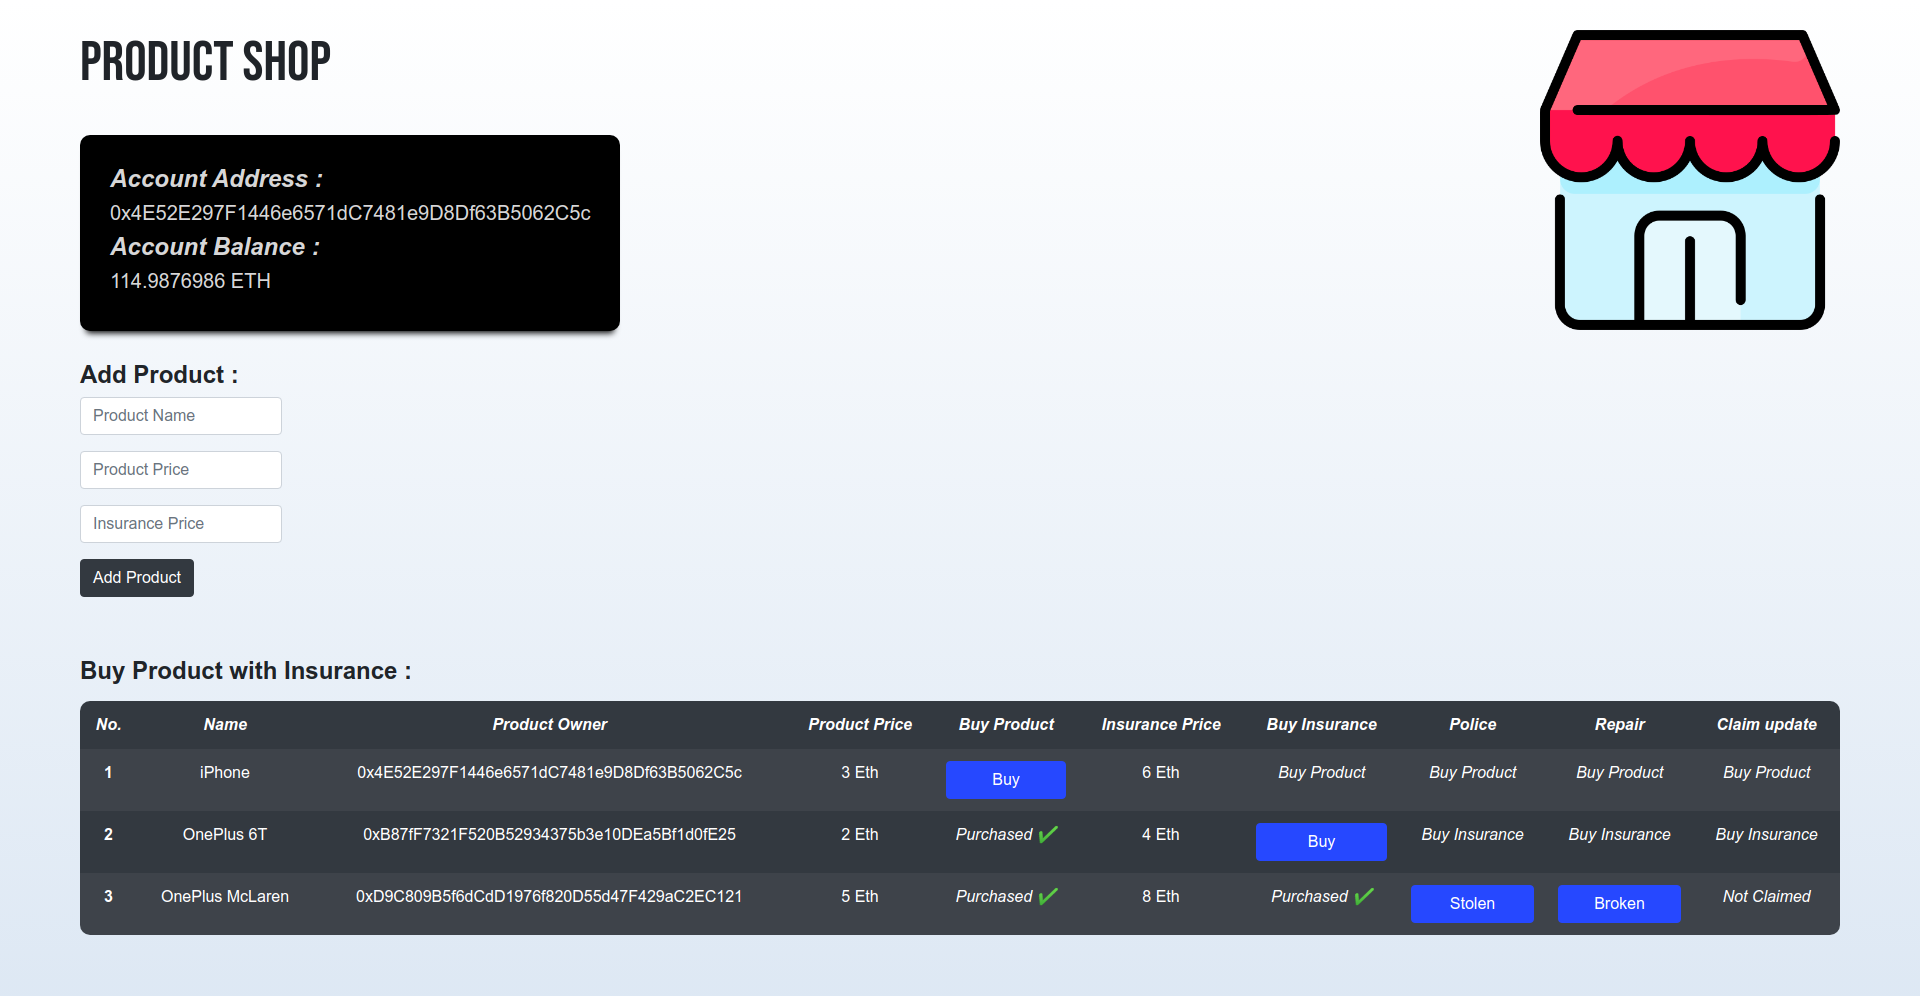 PRODUCT SHOP
Account Address :
0x4E52E297F1446e6571dC7481e9D8Df63B5062C5c
Account Balance :
114.9876986 ETH
Add Product :
Product Name
Product Price
Insurance Price
Add Product
Buy Product with Insurance :
No. Name Product Owner Product Price Buy Product Insurance Price Buy Insurance Police Repair Claim update
1 iPhone 0x4E52E297F1446e6571dC7481e9D8Df63B5062C5c 3 Eth Buy 6 Eth Buy Product Buy Product Buy Product Buy Product
2 OnePlus 6T 0xB87fF7321F520B52934375b3e10DEa5Bf1d0fE25 2 Eth Purchased ✔ 4 Eth Buy Buy Insurance Buy Insurance Buy Insurance
3 OnePlus McLaren 0xD9C809B5f6dCdD1976f820D55d47F429aC2EC121 5 Eth Purchased ✔ 8 Eth Purchased ✔ Stolen Broken Not Claimed